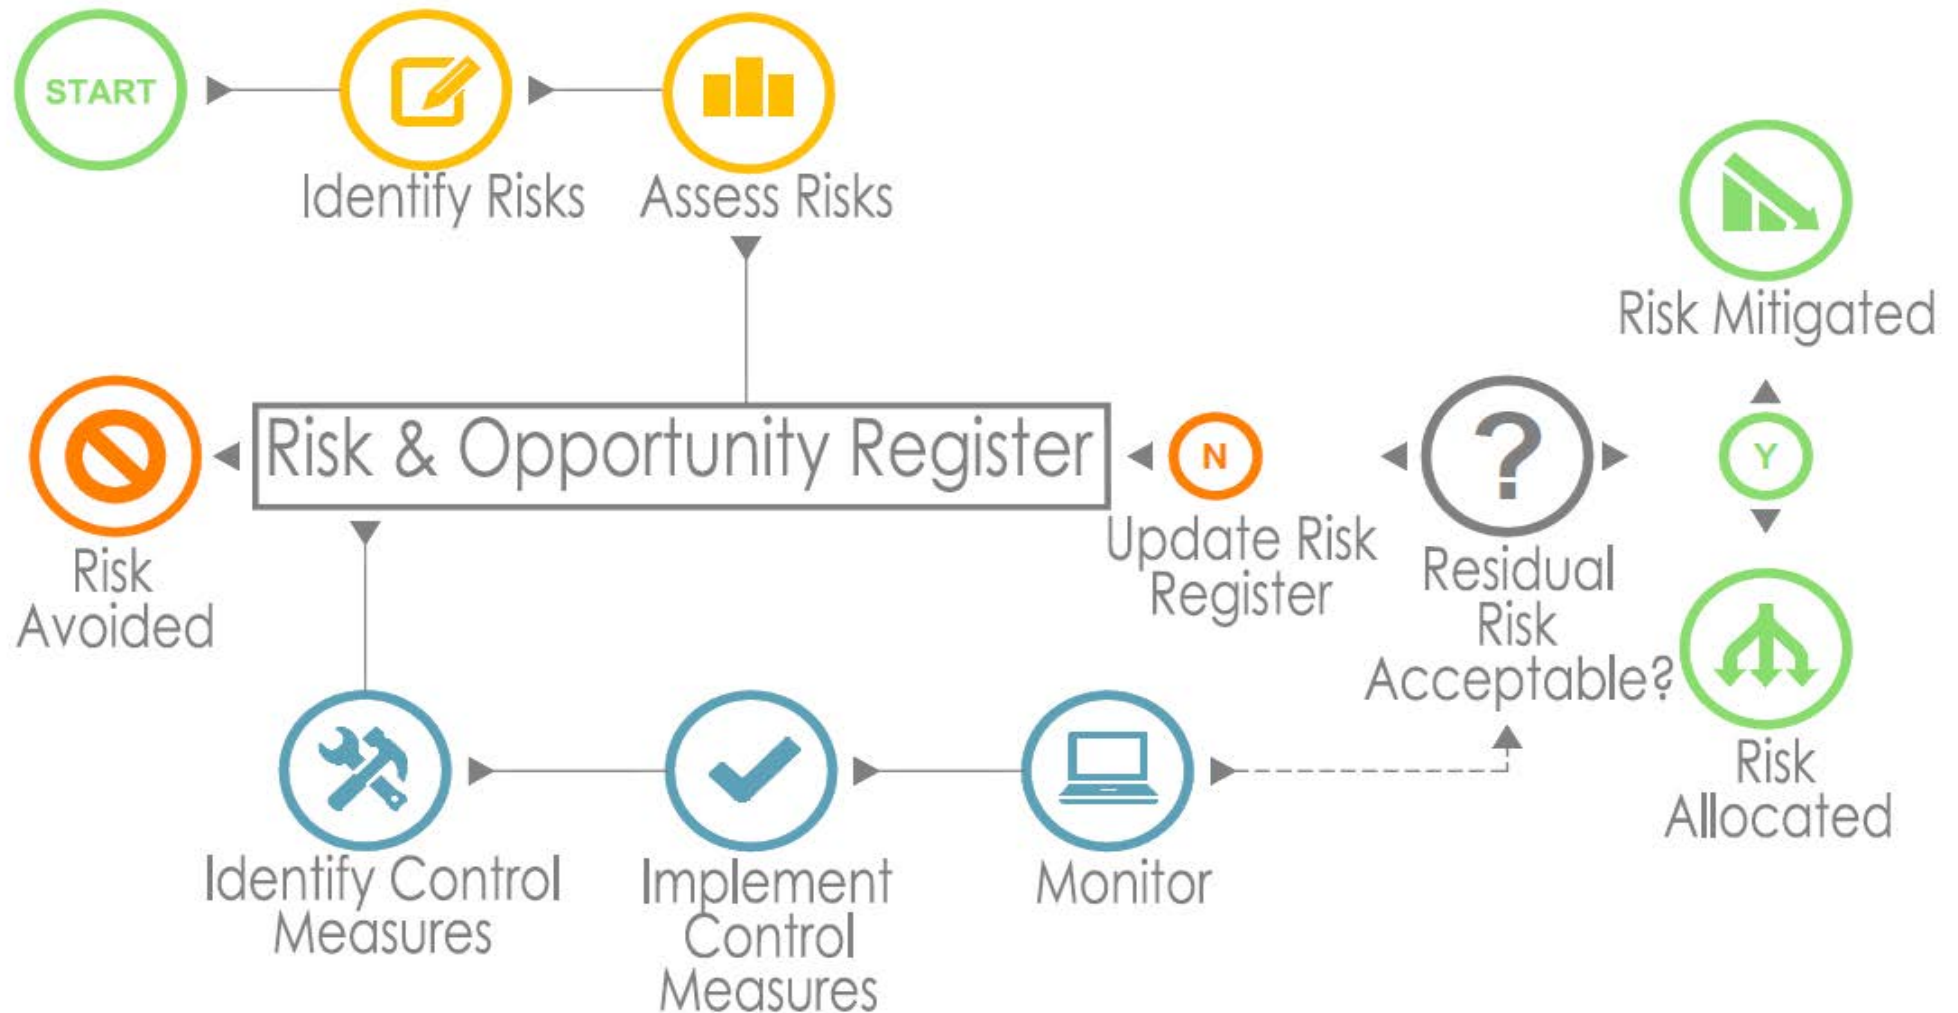 START
Identify Risks
Assess Risks
Risk Mitigated
Risk & Opportunity Register
N
?
Y
Risk
Avoided
Update Risk
Register
Residual
Risk
Acceptable?
Risk
Allocated
Identify Control
Measures
Implement
Control
Measures
Monitor